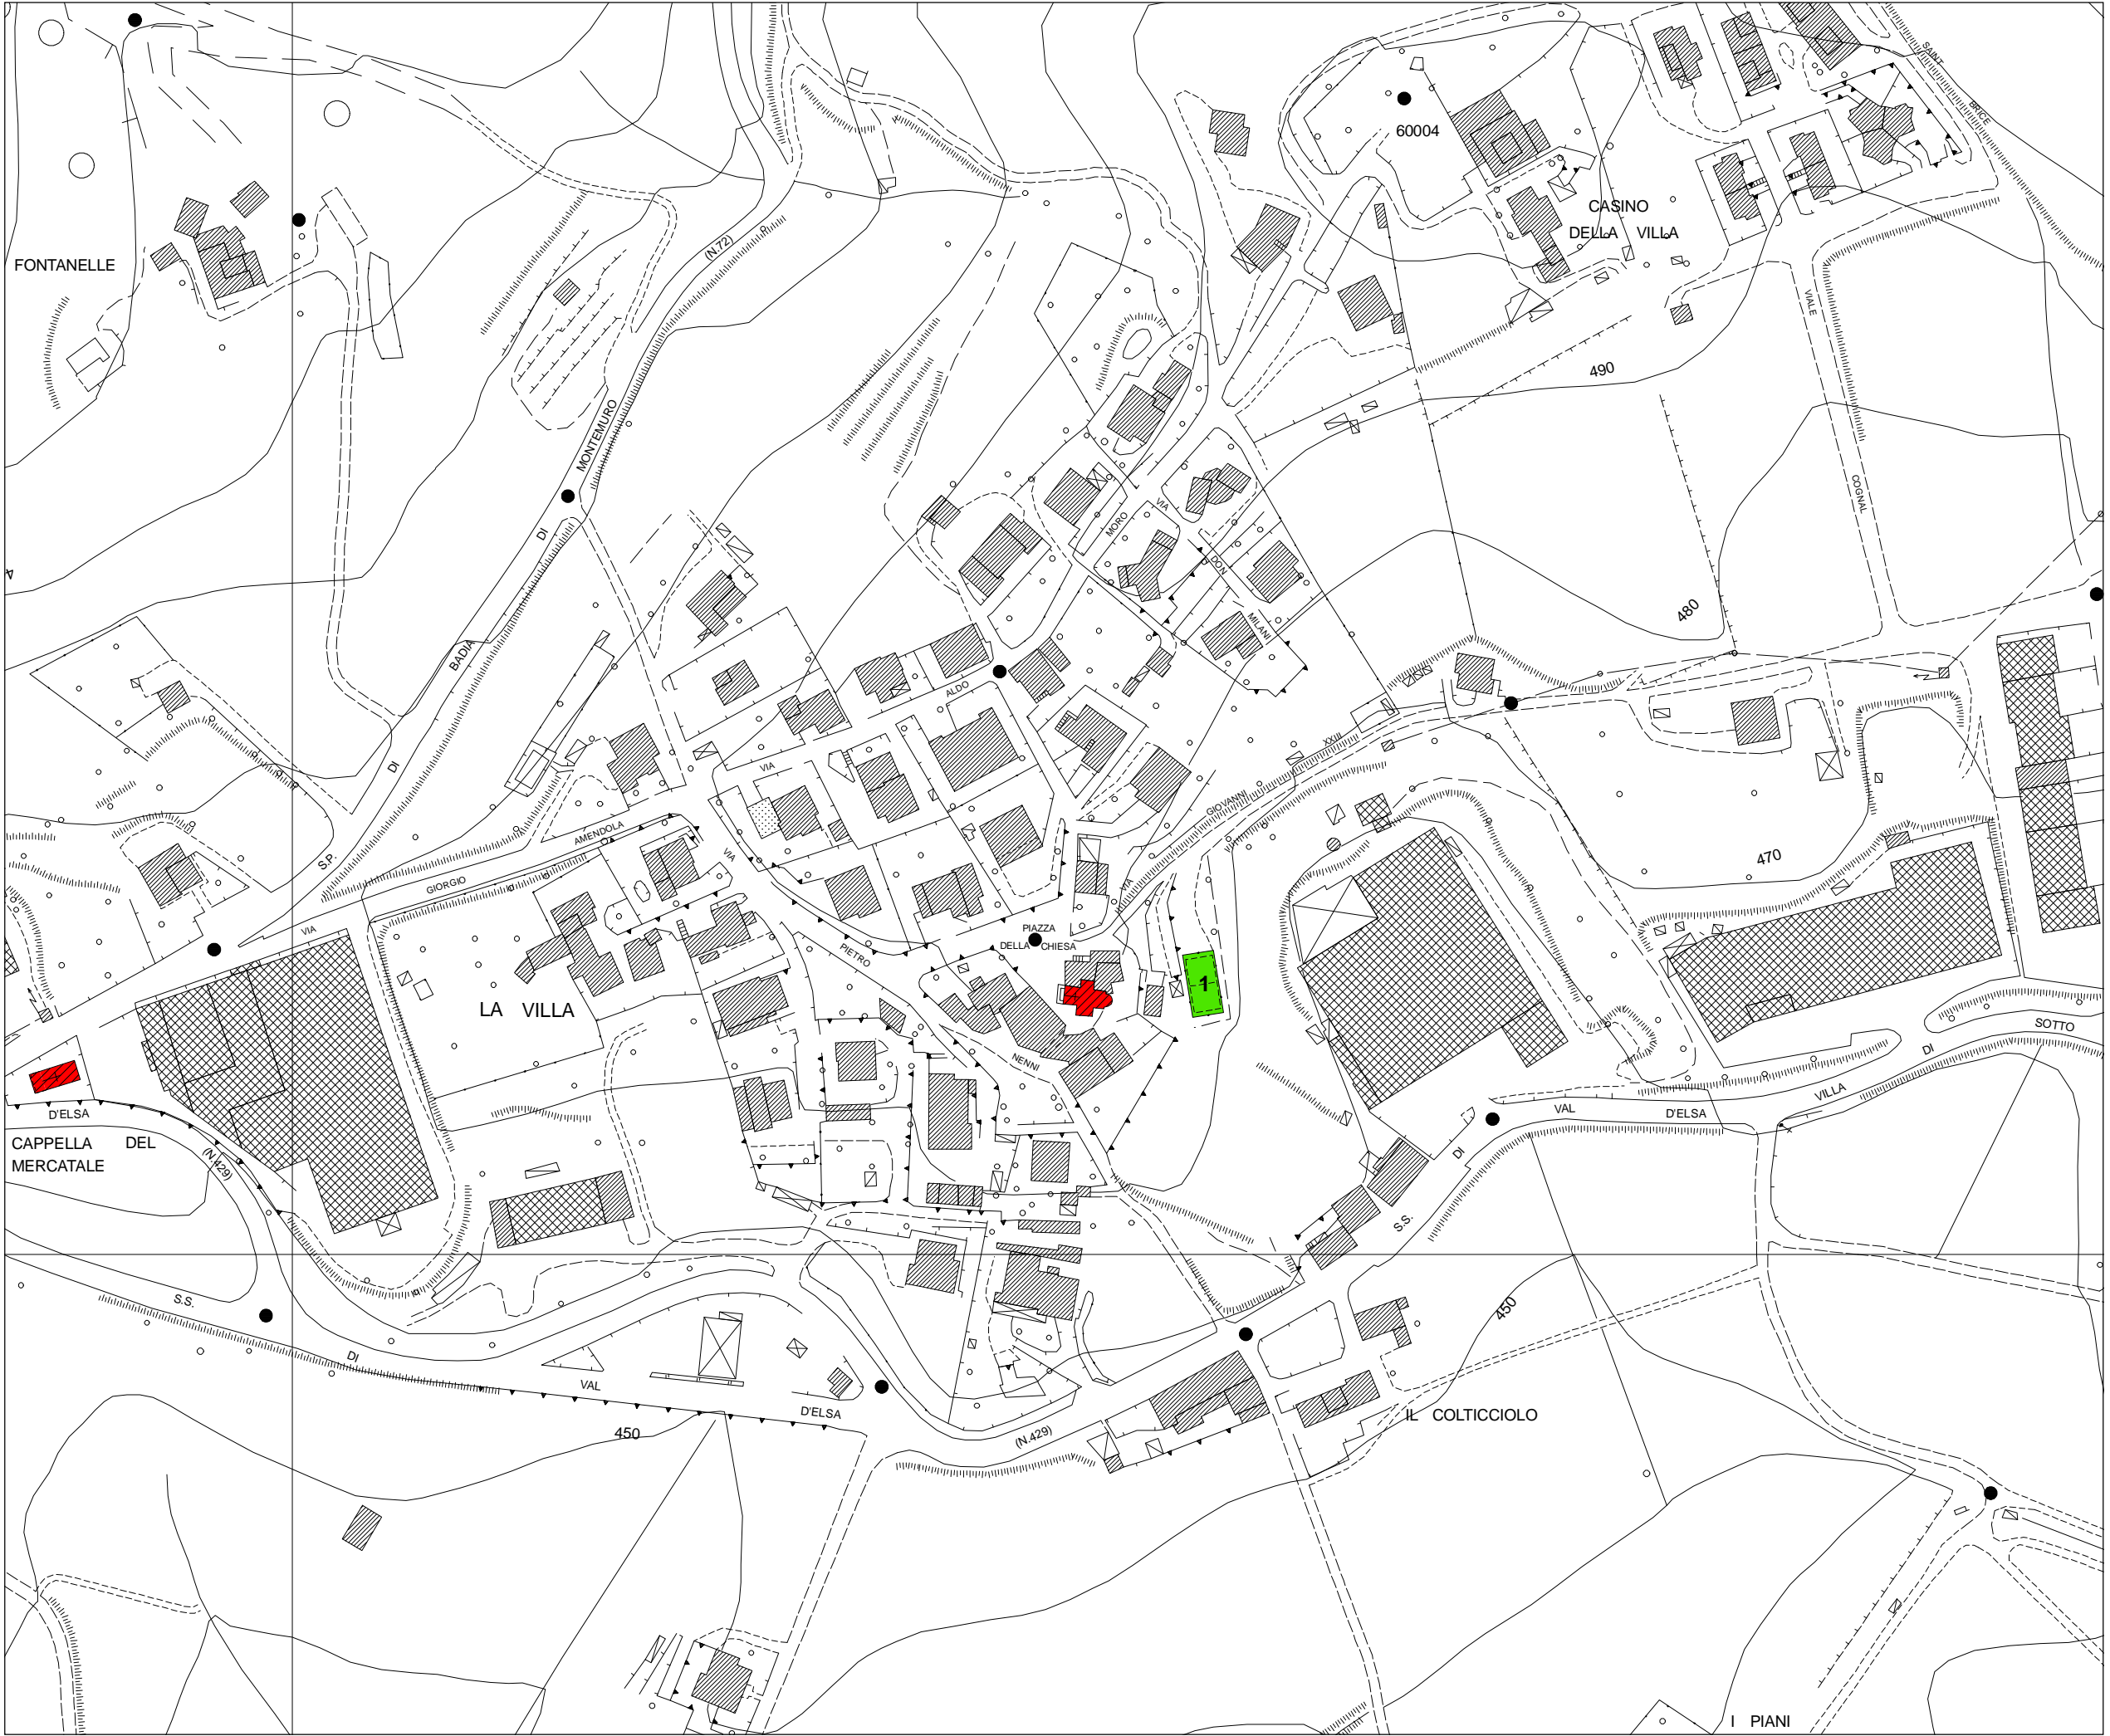 SAINT
BRICE
60004
CASINO
DELLA VILLA
FONTANELLE
(N.72)
VIALE
COGNAL
490
MONTEMURO
DI
BADIA
DI
S.P.
VIA
MORO
DON
MILANI
480
ALDO
VIA
XXIII
GIOVANNI
VIA
AMENDOLA
GIORGIO
VIA
VIA
470
PIAZZA
DELLA CHIESA
PIETRO
NENNI
1
LA VILLA
SOTTO
DI
VILLA
D'ELSA
VAL
DI
S.S.
D'ELSA
CAPPELLA DEL
MERCATALE
(N.429)
S.S.
DI
VAL
D'ELSA
(N.429)
450
450
IL COLTICCIOLO
I PIANI